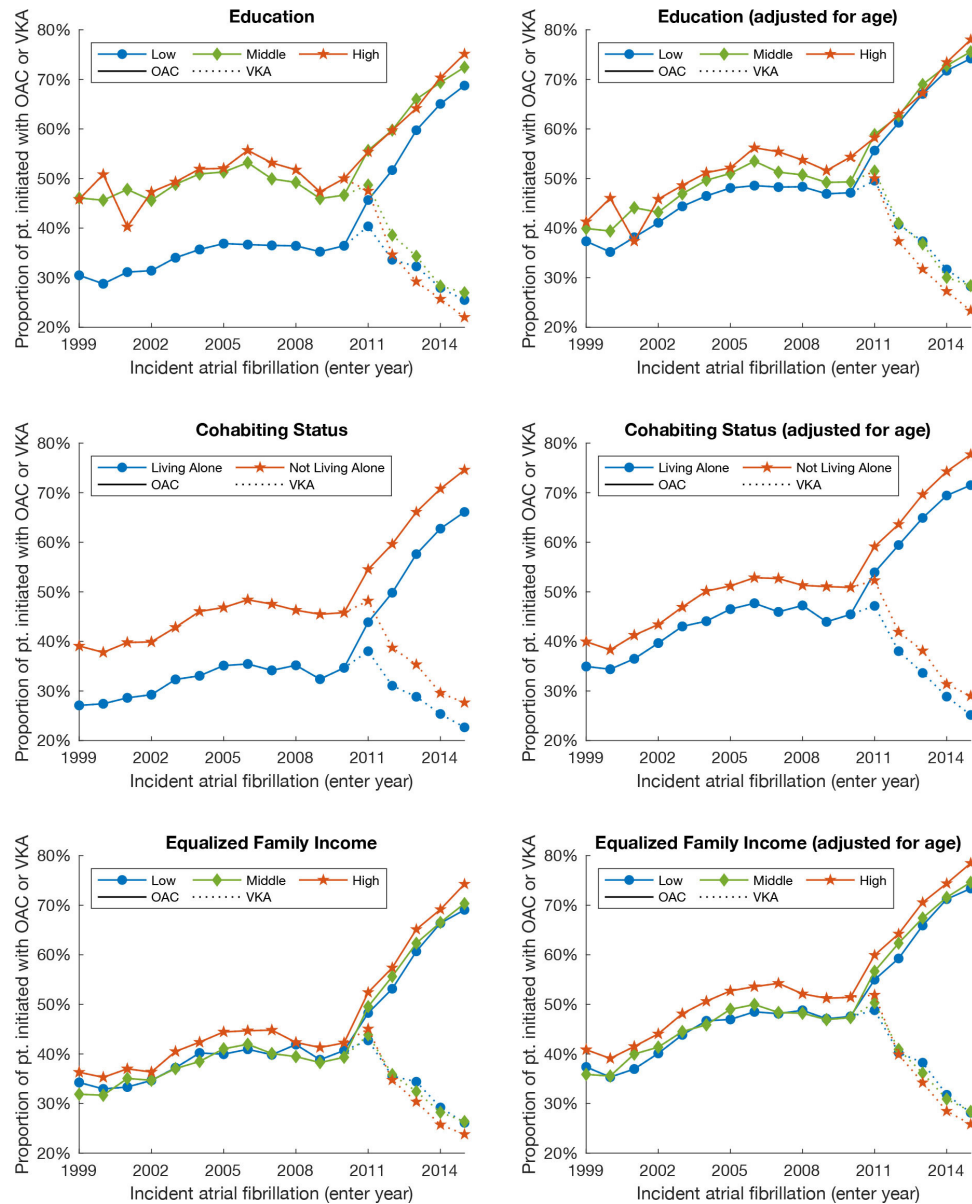 Education
Proportion of pt. initiated with OAC or VKA
80%
70%
60%
50%
40%
30%
20%
Low Middle High
OAC VKA
1999 2002 2005 2008 2011 2014
Incident atrial fibrillation (enter year)
Education (adjusted for age)
Proportion of pt. initiated with OAC or VKA
80%
70%
60%
50%
40%
30%
20%
Low Middle High
OAC VKA
1999 2002 2005 2008 2011 2014
Incident atrial fibrillation (enter year)
Cohabiting Status
Proportion of pt. initiated with OAC or VKA
80%
70%
60%
50%
40%
30%
20%
Living Alone Not Living Alone
OAC VKA
1999 2002 2005 2008 2011 2014
Incident atrial fibrillation (enter year)
Cohabiting Status (adjusted for age)
Proportion of pt. initiated with OAC or VKA
80%
70%
60%
50%
40%
30%
20%
Living Alone Not Living Alone
OAC VKA
1999 2002 2005 2008 2011 2014
Incident atrial fibrillation (enter year)
Equalized Family Income
Proportion of pt. initiated with OAC or VKA
80%
70%
60%
50%
40%
30%
20%
Low Middle High
OAC VKA
1999 2002 2005 2008 2011 2014
Incident atrial fibrillation (enter year)
Equalized Family Income (adjusted for age)
Proportion of pt. initiated with OAC or VKA
80%
70%
60%
50%
40%
30%
20%
Low Middle High
OAC VKA
1999 2002 2005 2008 2011 2014
Incident atrial fibrillation (enter year)